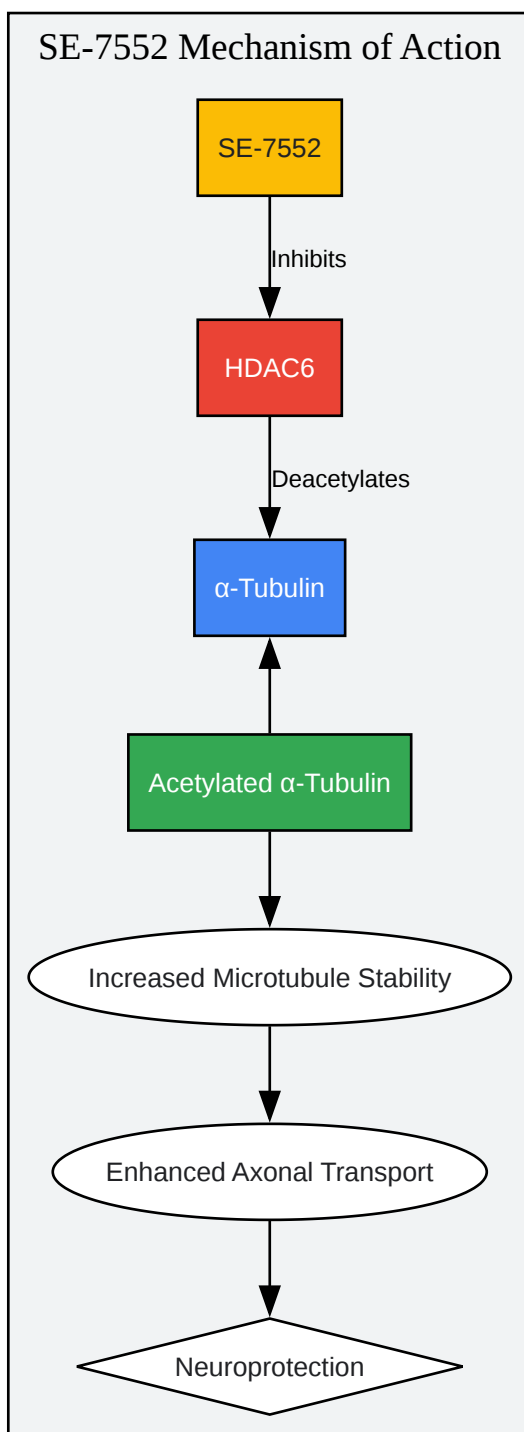 SE-7552 Mechanism of Action
SE-7552
Inhibits
HDAC6
Deacetylates
α-Tubulin
Acetylated α-Tubulin
Increased Microtubule Stability
Enhanced Axonal Transport
Neuroprotection